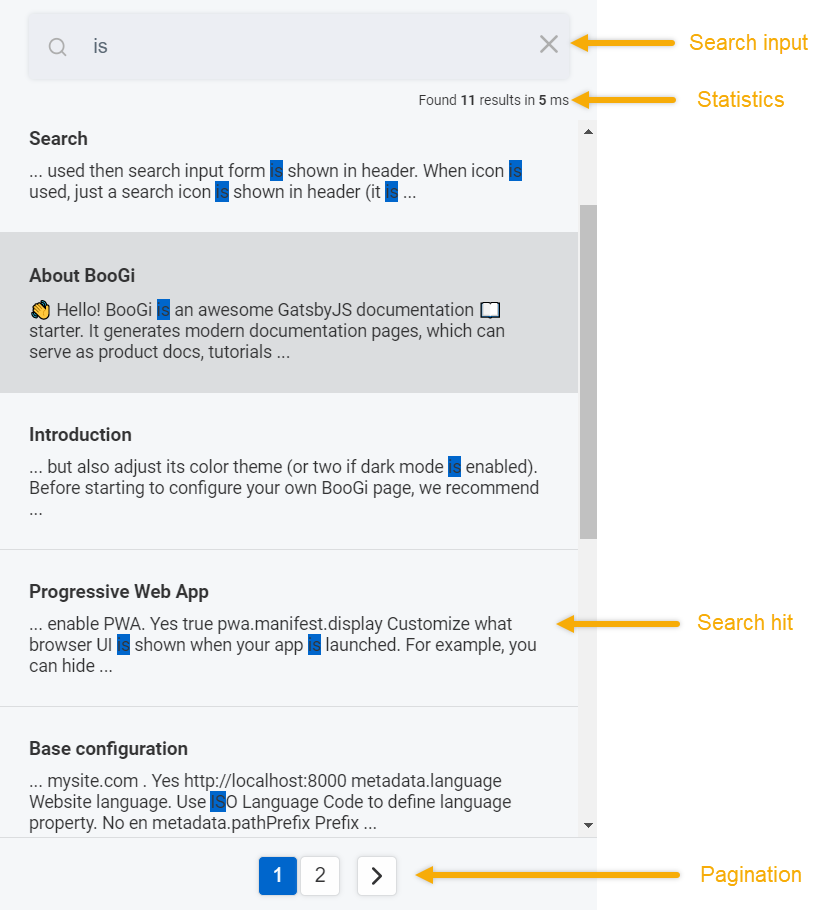 is
Search input
Found 11 results in 5 ms
Statistics
Search
... used then search input form is shown in header. When icon is
used, just a search icon is shown in header (it is ...
About BooGi
👋 Hello! BooGi is an awesome GatsbyJS documentation 📖
starter. It generates modern documentation pages, which can
serve as product docs, tutorials ...
Introduction
... but also adjust its color theme (or two if dark mode is enabled).
Before starting to configure your own BooGi page, we recommend
...
Progressive Web App
... enable PWA. Yes true pwa.manifest.display Customize what
browser UI is shown when your app is launched. For example, you
can hide ...
Search hit
Base configuration
... mysite.com . Yes http://localhost:8000 metadata.language
Website language. Use ISO Language Code to define language
property. No en metadata.pathPrefix Prefix ...
1 2
Pagination